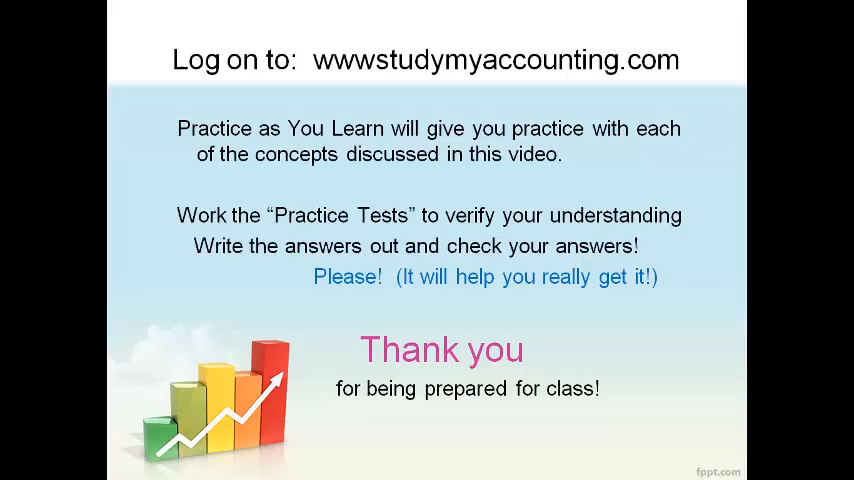 Log on to: wwwstudymyaccounting.com
Practice as You Learn will give you practice with each
of the concepts discussed in this video.
Work the “Practice Tests” to verify your understanding
Write the answers out and check your answers!
Please! (It will help you really get it!)
Thank you
for being prepared for class!
fppt.com